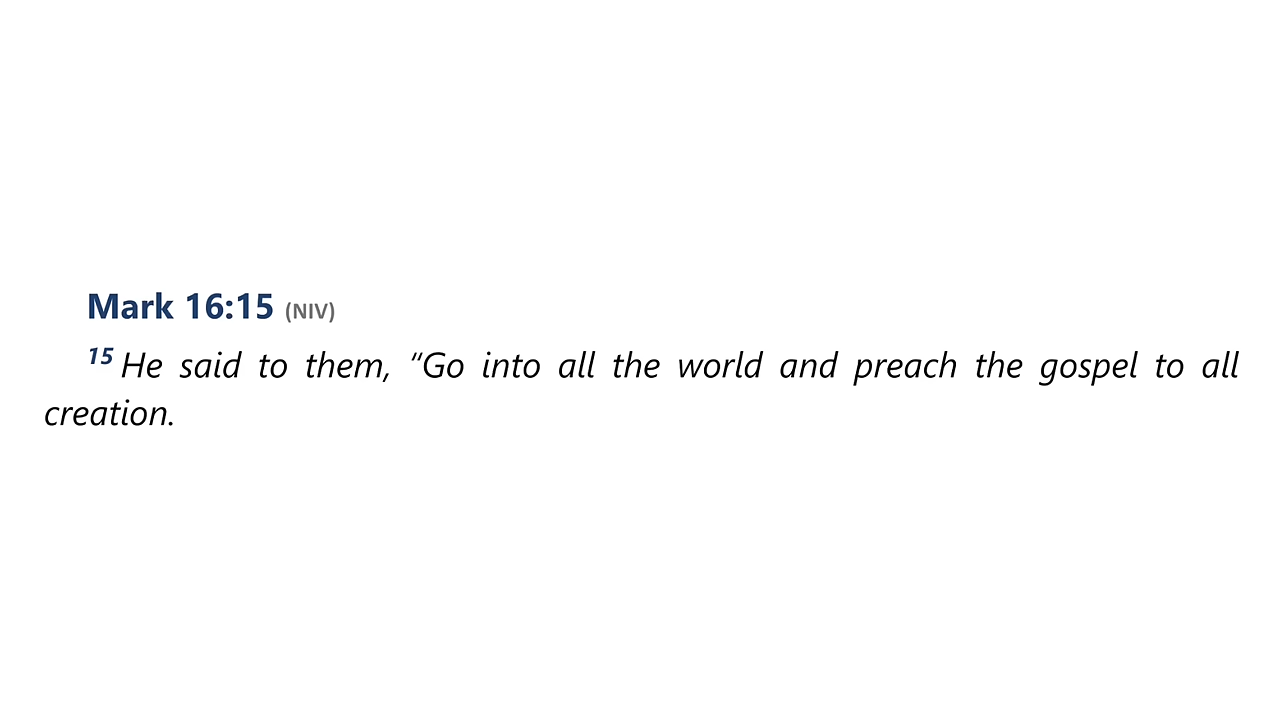 Mark 16:15 (NIV)
15 He said to them, “Go into all the world and preach the gospel to all
creation.